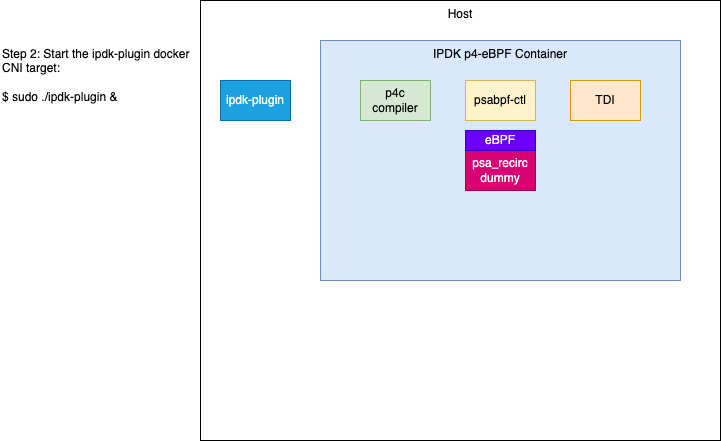 Host
Step 2: Start the ipdk-plugin docker
CNI target:
$ sudo ./ipdk-plugin &
IPDK p4-eBPF Container
ipdk-plugin
p4c
compiler
psabpf-ctl
TDI
eBPF
psa_recirc
dummy